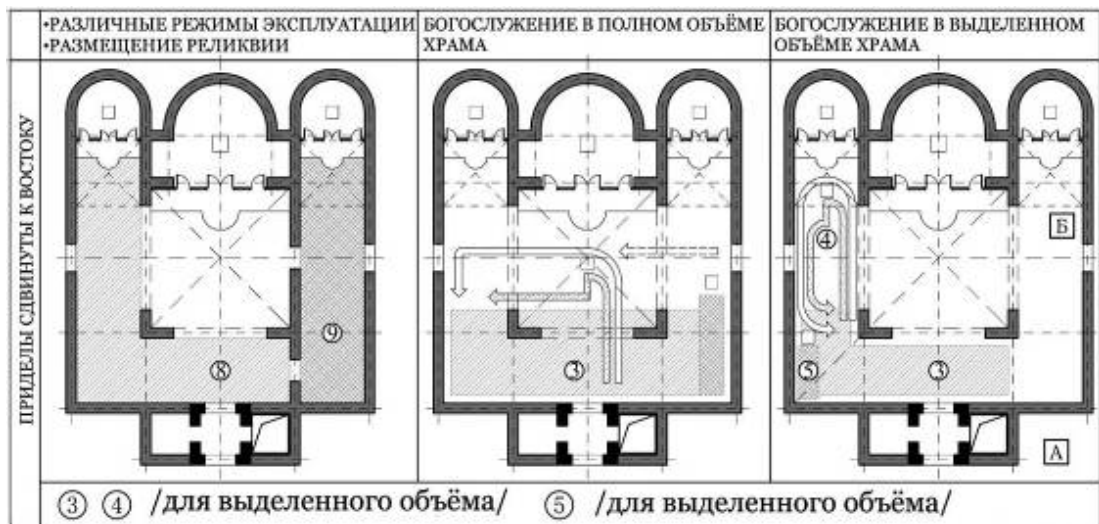 •РАЗЛИЧНЫЕ РЕЖИМЫ ЭКСПЛУАТАЦИИ
•РАЗМЕЩЕНИЕ РЕЛИКВИИ
БОГОСЛУЖЕНИЕ В ПОЛНОМ ОБЪЁМЕ
ХРАМА
БОГОСЛУЖЕНИЕ В ВЫДЕЛЕННОМ
ОБЪЁМЕ ХРАМА
ПРИДЕЛЫ СДВИНУТЫ К ВОСТОКУ
⑨
⑧
③
④
Б
⑤
③
А
③ ④ /для выделенного объёма/ ⑤ /для выделенного объёма/